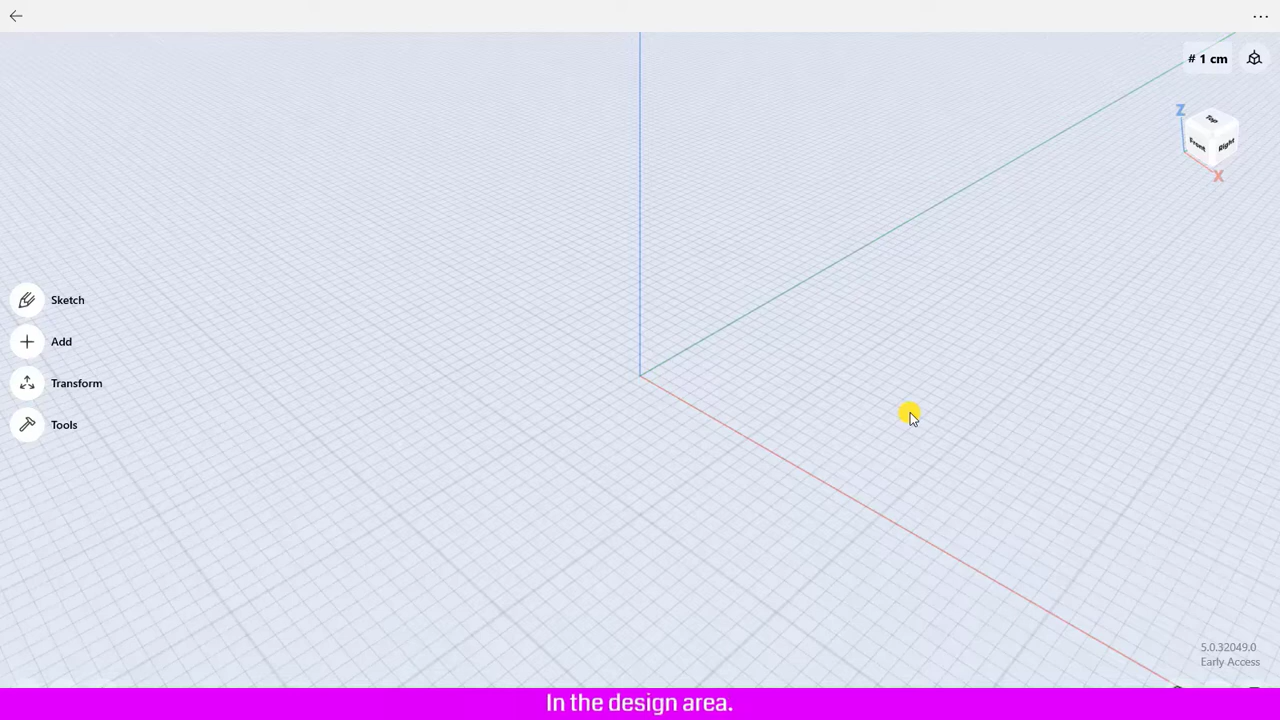 # 1 cm
Z
Top
Front
Right
X
Sketch
Add
Transform
Tools
5.0.32049.0
Early Access
In the design area.